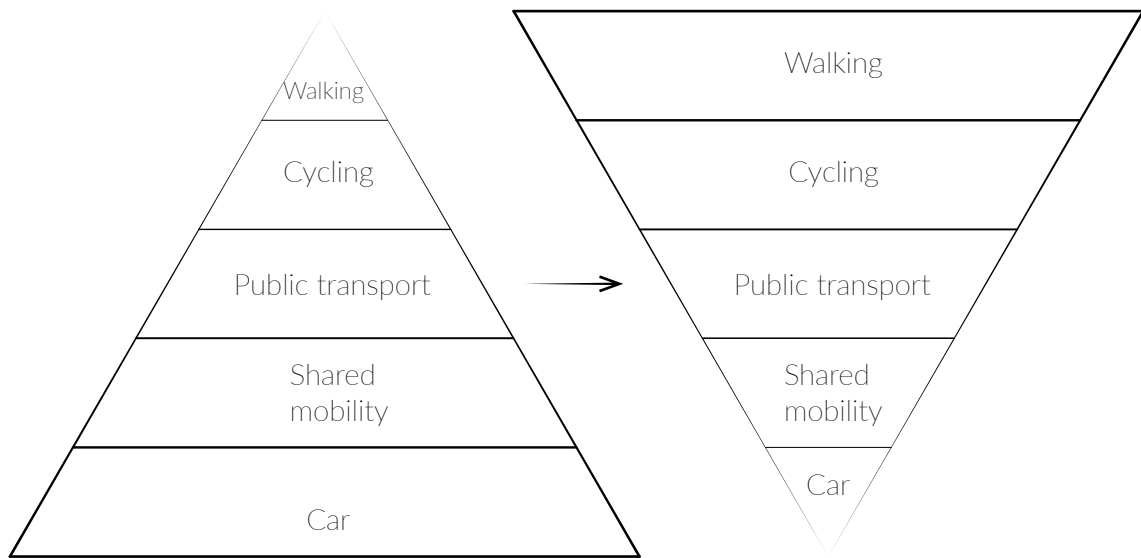 Walking
Cycling
Public transport
Shared
mobility
Car
Walking
Cycling
Public transport
Shared
mobility
Car